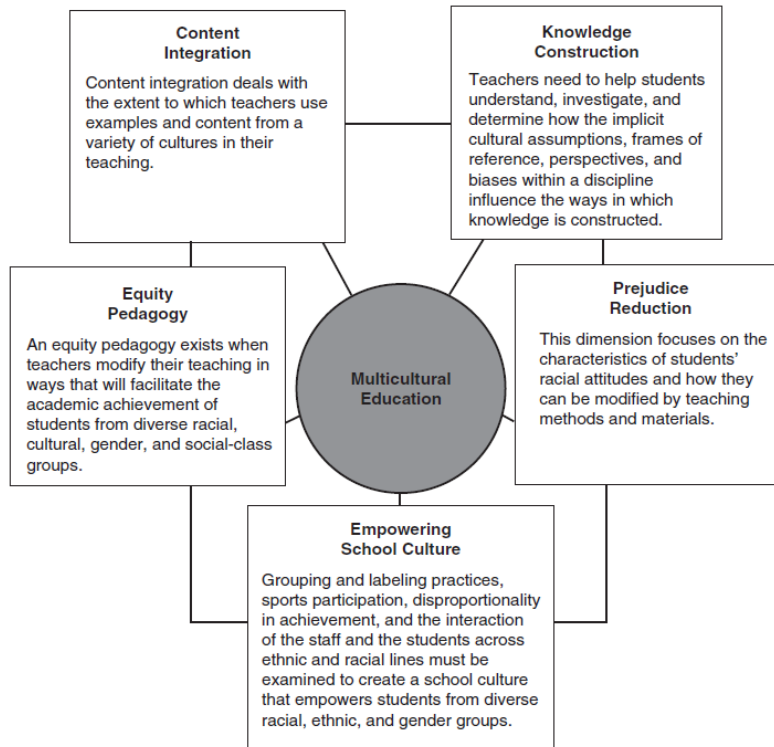 Content
Integration
Content integration deals with
the extent to which teachers use
examples and content from a
variety of cultures in their
teaching.
Knowledge
Construction
Teachers need to help students
understand, investigate, and
determine how the implicit
cultural assumptions, frames of
reference, perspectives, and
biases within a discipline
influence the ways in which
knowledge is constructed.
Equity
Pedagogy
An equity pedagogy exists when
teachers modify their teaching in
ways that will facilitate the
academic achievement of
students from diverse racial,
cultural, gender, and social-class
groups.
Multicultural
Education
Prejudice
Reduction
This dimension focuses on the
characteristics of students’
racial attitudes and how they
can be modified by teaching
methods and materials.
Empowering
School Culture
Grouping and labeling practices,
sports participation, disproportionality
in achievement, and the interaction
of the staff and the students across
ethnic and racial lines must be
examined to create a school culture
that empowers students from diverse
racial, ethnic, and gender groups.